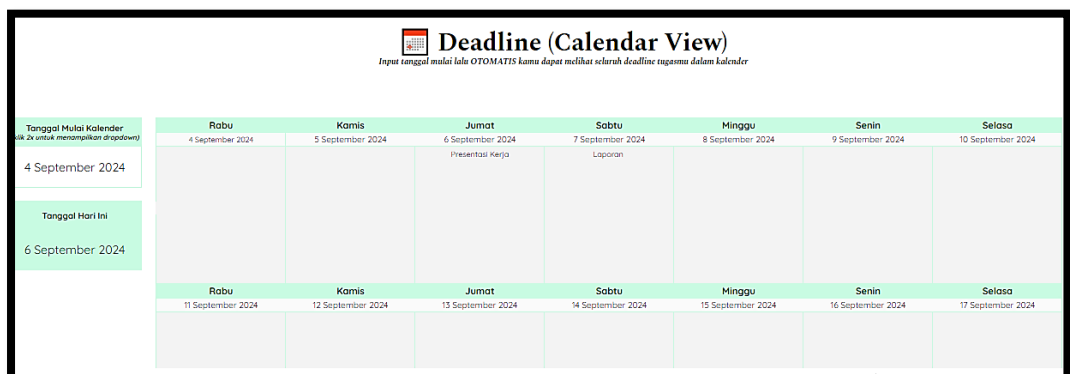 Deadline (Calendar View)
Input tanggal mulai lalu OTOMATIS kamu dapat melihat seluruh deadline tugasmu dalam kalender
Tanggal Mulai Kalender
klik 2x untuk menampilkan dropdown)
4 September 2024
Tanggal Hari Ini
6 September 2024
Rabu Kamis Jumat Sabtu Minggu Senin Selasa
4 September 2024 5 September 2024 6 September 2024 7 September 2024 8 September 2024 9 September 2024 10 September 2024
Presentasi Kerja Laporan
Rabu Kamis Jumat Sabtu Minggu Senin Selasa
11 September 2024 12 September 2024 13 September 2024 14 September 2024 15 September 2024 16 September 2024 17 September 2024